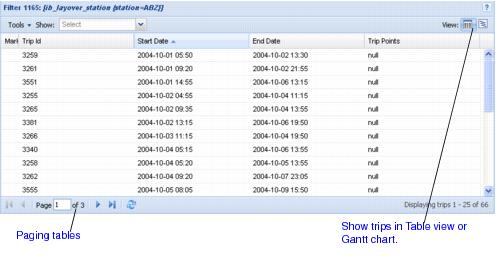 Filter 1165: [ib_layover_station [station=ABZ]]
Tools Show: Select View:
Mark Trip Id Start Date End Date Trip Points
3259 2004-10-01 05:50 2004-10-02 13:30 null
3261 2004-10-01 09:20 2004-10-02 21:55 null
3551 2004-10-01 14:55 2004-10-06 13:15 null
3255 2004-10-02 04:55 2004-10-04 11:15 null
3265 2004-10-02 09:35 2004-10-04 13:55 null
3381 2004-10-02 13:15 2004-10-06 19:50 null
3266 2004-10-03 11:15 2004-10-04 19:50 null
3340 2004-10-04 05:15 2004-10-06 13:55 null
3258 2004-10-04 05:20 2004-10-05 13:55 null
3262 2004-10-04 09:20 2004-10-07 23:05 null
3555 2004-10-05 08:05 2004-10-09 15:50 null
Page 1 of 3 Displaying trips 1 - 25 of 66
Paging tables
Show trips in Table view or
Gantt chart.